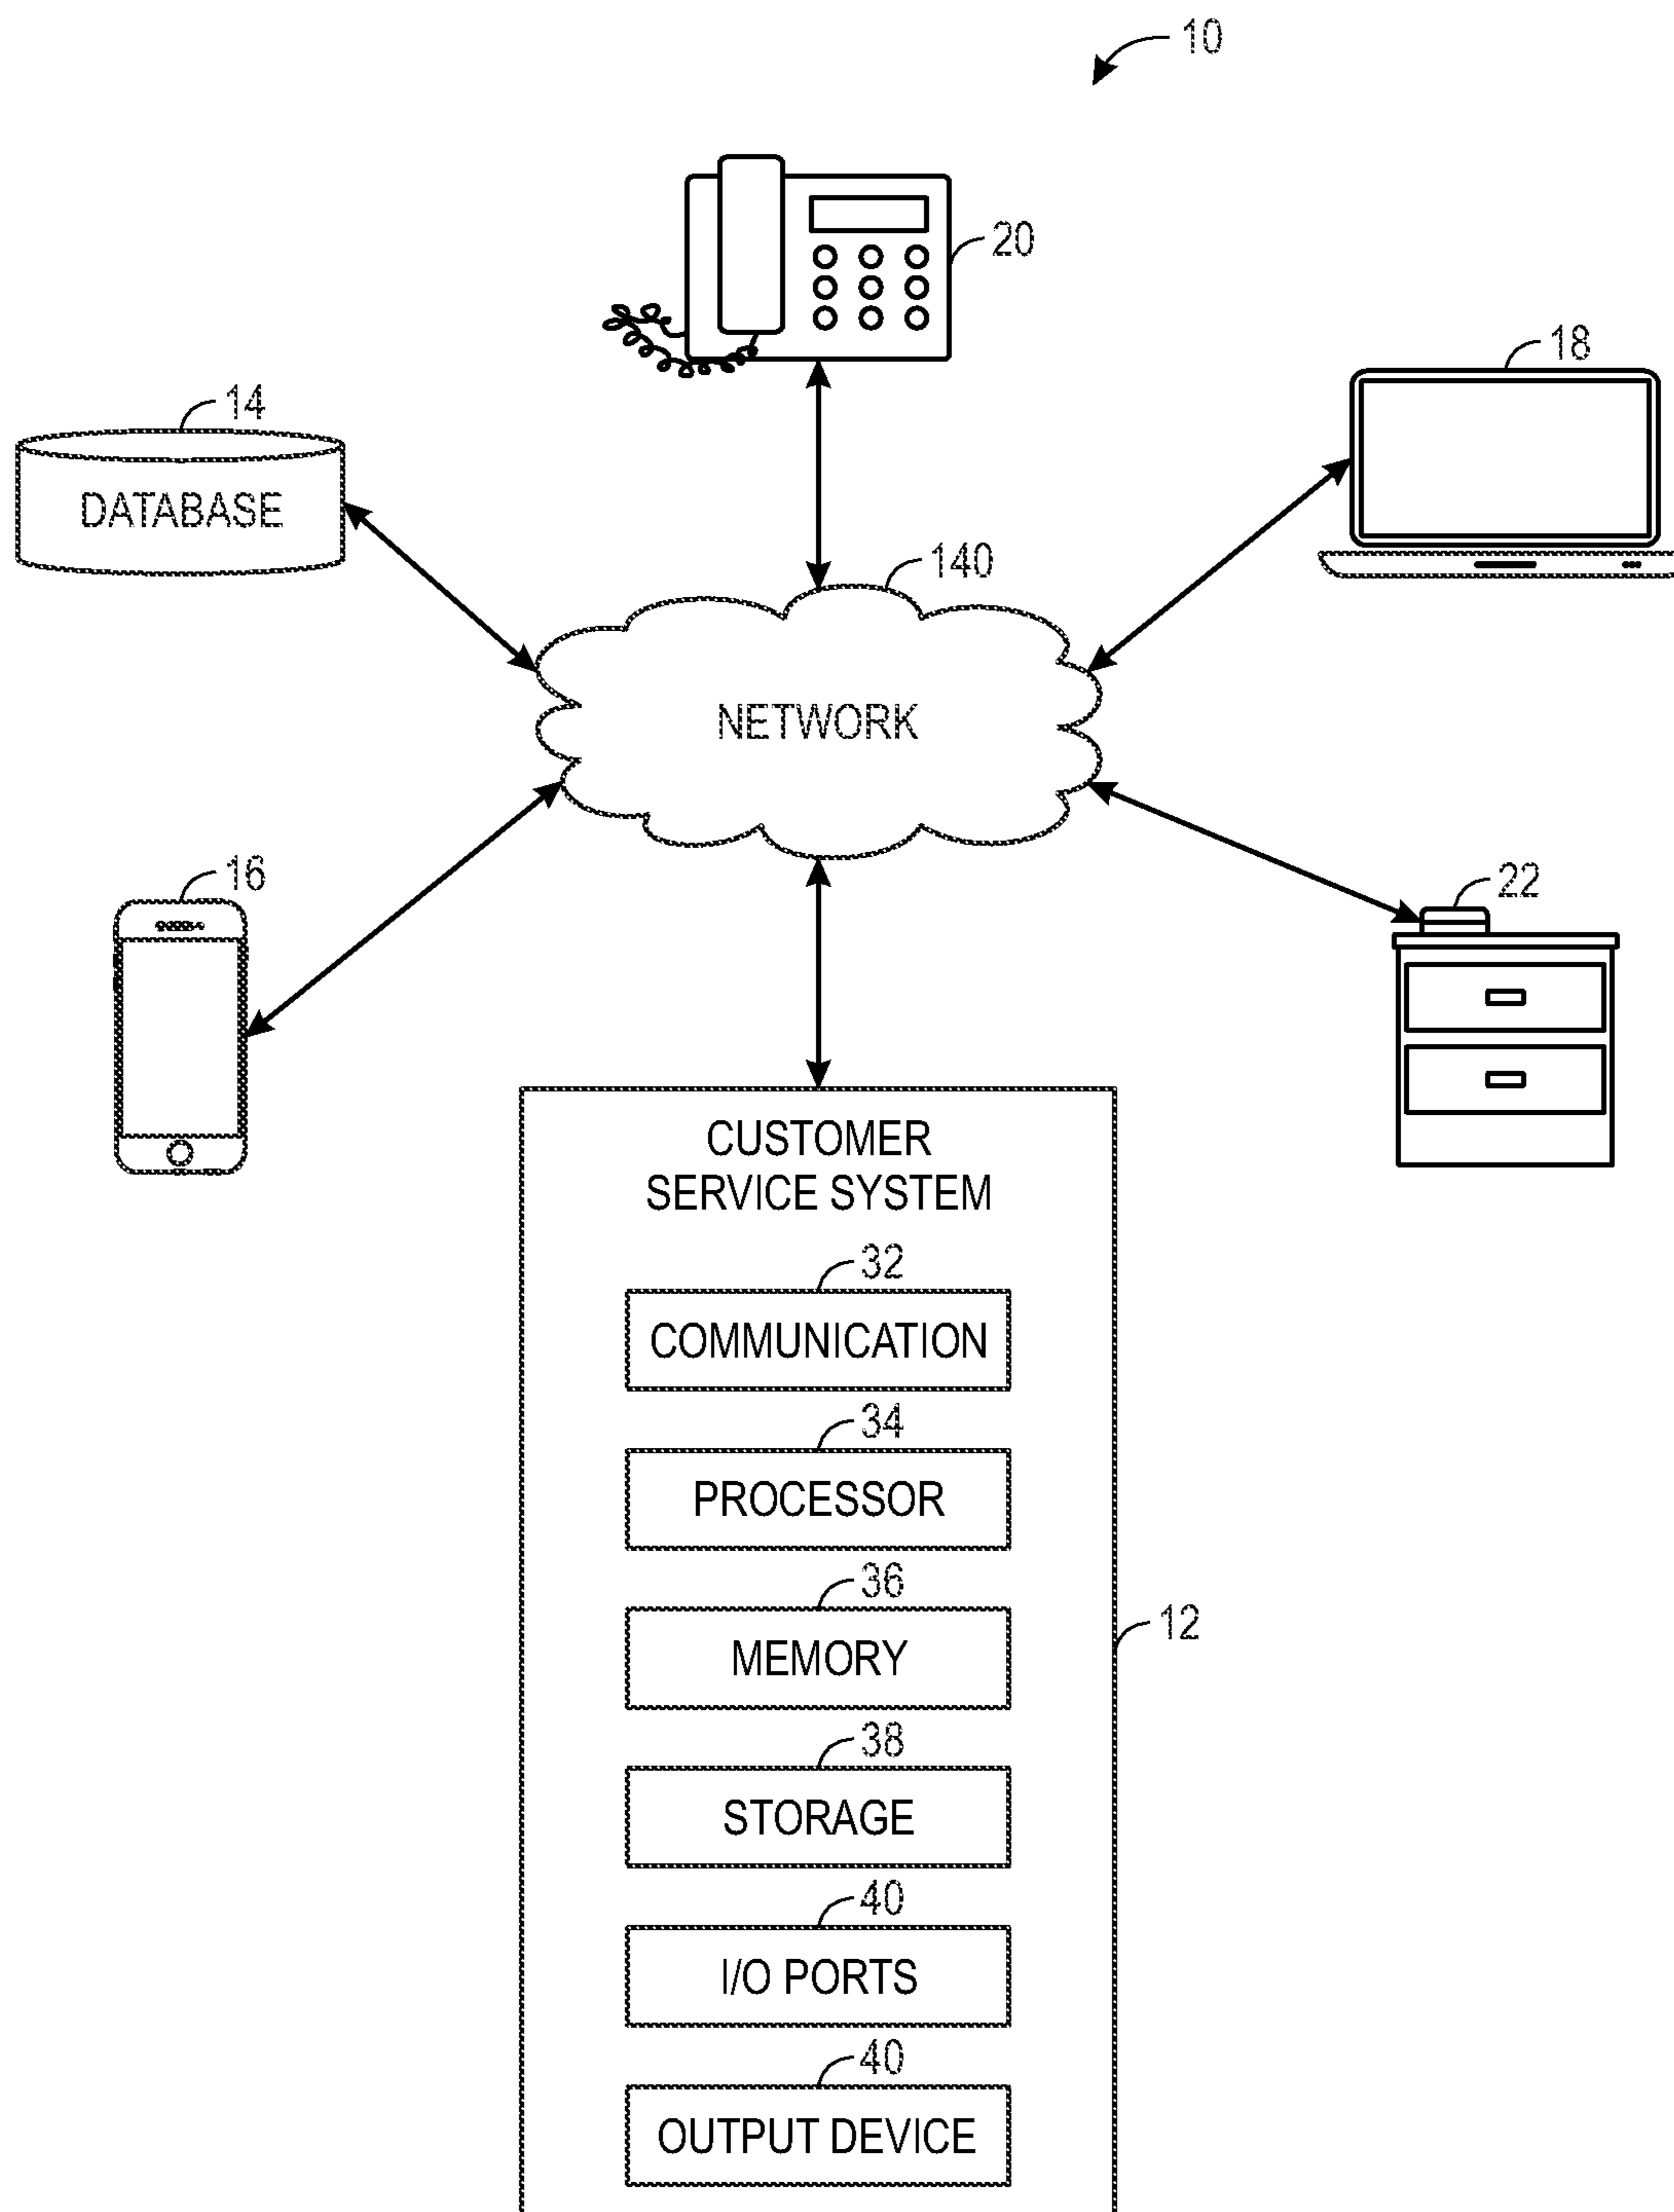 10
20
18
14
DATABASE
140
NETWORK
16
22
CUSTOMER
SERVICE SYSTEM
32
COMMUNICATION
34
PROCESSOR
36
MEMORY
12
38
STORAGE
40
I/O PORTS
40
OUTPUT DEVICE